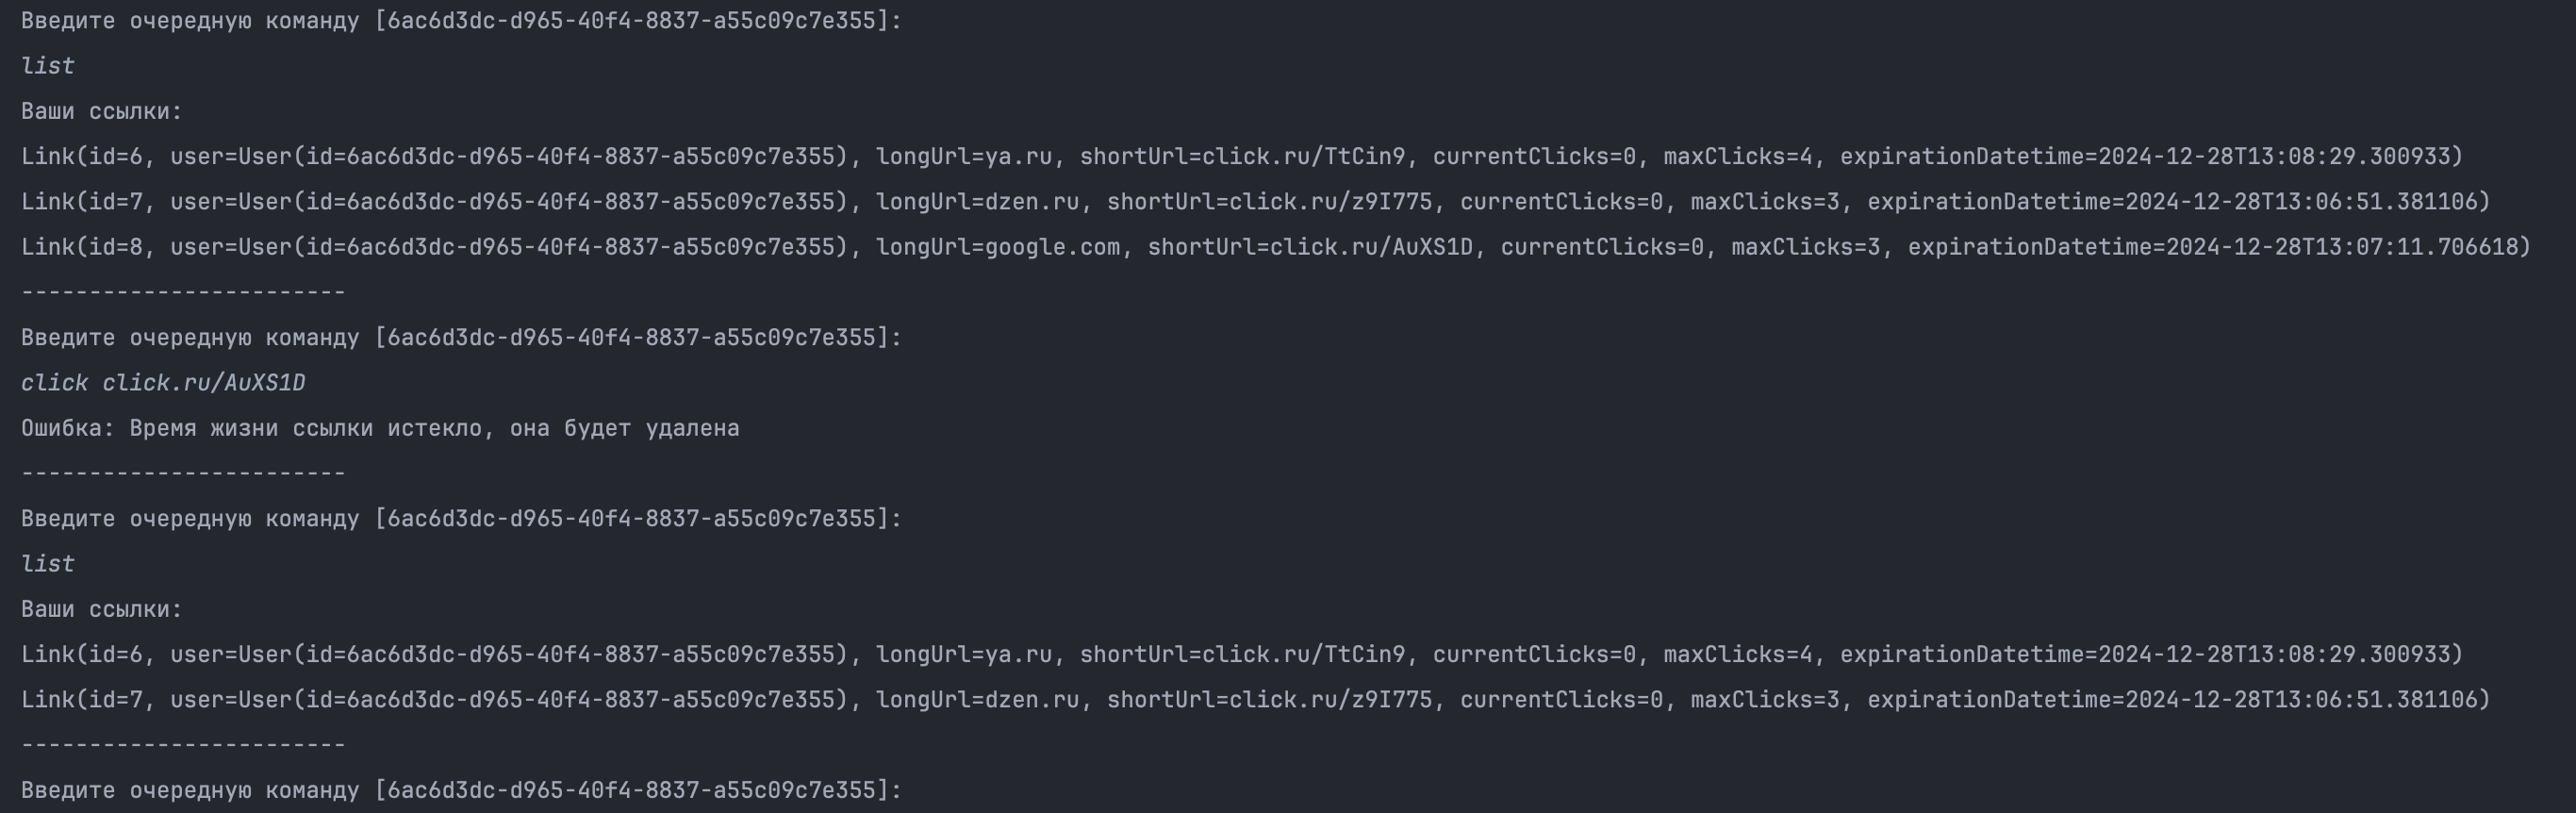 Введите очередную команду [6ac6d3dc-d965-40f4-8837-a55c09c7e355]:
list
Ваши ссылки:
Link(id=6, user=User(id=6ac6d3dc-d965-40f4-8837-a55c09c7e355), longUrl=ya.ru, shortUrl=click.ru/TtCin9, currentClicks=0, maxClicks=4, expirationDatetime=2024-12-28T13:08:29.300933)
Link(id=7, user=User(id=6ac6d3dc-d965-40f4-8837-a55c09c7e355), longUrl=dzen.ru, shortUrl=click.ru/z9I775, currentClicks=0, maxClicks=3, expirationDatetime=2024-12-28T13:06:51.381106)
Link(id=8, user=User(id=6ac6d3dc-d965-40f4-8837-a55c09c7e355), longUrl=google.com, shortUrl=click.ru/AuXS1D, currentClicks=0, maxClicks=3, expirationDatetime=2024-12-28T13:07:11.706618)
------------------------
Введите очередную команду [6ac6d3dc-d965-40f4-8837-a55c09c7e355]:
click click.ru/AuXS1D
Ошибка: Время жизни ссылки истекло, она будет удалена
------------------------
Введите очередную команду [6ac6d3dc-d965-40f4-8837-a55c09c7e355]:
list
Ваши ссылки:
Link(id=6, user=User(id=6ac6d3dc-d965-40f4-8837-a55c09c7e355), longUrl=ya.ru, shortUrl=click.ru/TtCin9, currentClicks=0, maxClicks=4, expirationDatetime=2024-12-28T13:08:29.300933)
Link(id=7, user=User(id=6ac6d3dc-d965-40f4-8837-a55c09c7e355), longUrl=dzen.ru, shortUrl=click.ru/z9I775, currentClicks=0, maxClicks=3, expirationDatetime=2024-12-28T13:06:51.381106)
------------------------
Введите очередную команду [6ac6d3dc-d965-40f4-8837-a55c09c7e355]: